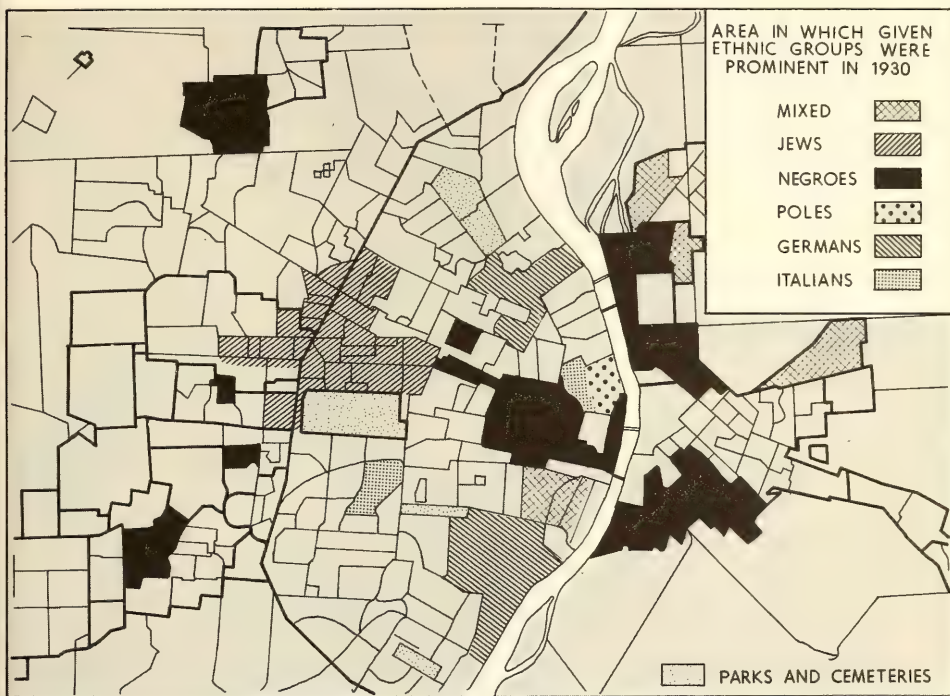 AREA IN WHICH GIVEN
ETHNIC GROUPS WERE
PROMINENT IN 1930
MIXED
JEWS
NEGROES
POLES
GERMANS
ITALIANS
PARKS AND CEMETERIES